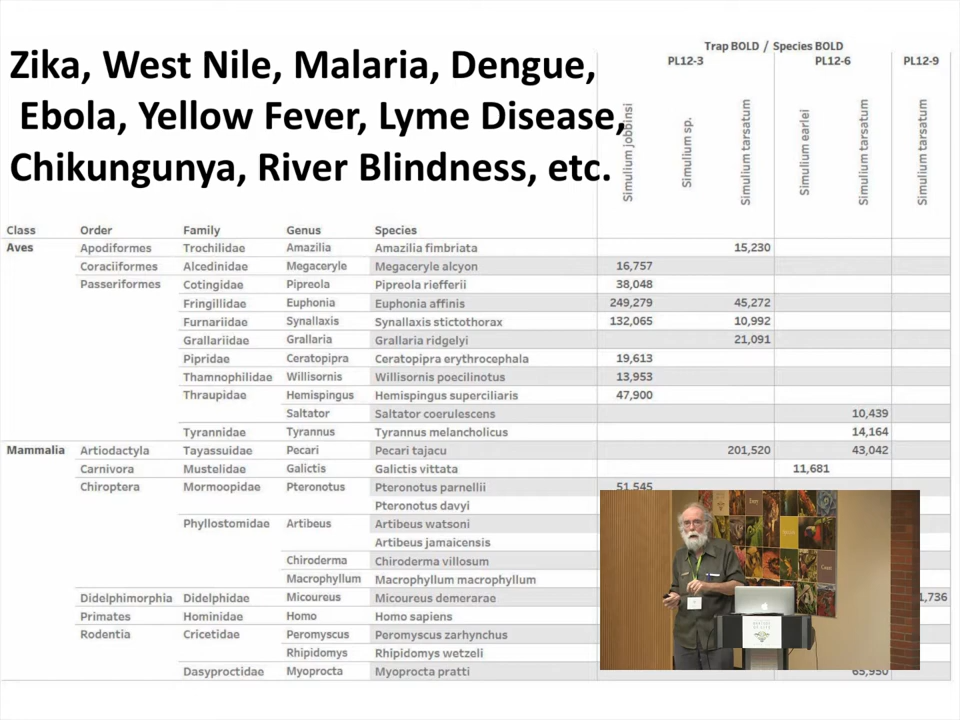 Zika, West Nile, Malaria, Dengue,
Ebola, Yellow Fever, Lyme Disease,
Chikungunya, River Blindness, etc.
Trap BOLD / Species BOLD
PL12-3 PL12-6 PL12-9
Simulium jobbinsi Simulium sp. Simulium tarsatum Simulium earlei Simulium tarsatum Simulium tarsatum
Class Order Family Genus Species
Aves Apodiformes Trochilidae Amazilia Amazilia fimbriata 15,230
Coraciiformes Alcedinidae Megaceryle Megaceryle alcyon 16,757
Passeriformes Cotingidae Pipreola Pipreola riefferii 38,048
Fringillidae Euphonia Euphonia affinis 249,279 45,272
Furnariidae Synallaxis Synallaxis stictothorax 132,065 10,992
Grallariidae Grallaria Grallaria ridgelyi 21,091
Pipridae Ceratopipra Ceratopipra erythrocephala 19,613
Thamnophilidae Willisornis Willisornis poecilinotus 13,953
Thraupidae Hemispingus Hemispingus superciliaris 47,900
Saltator Saltator coerulescens 10,439
Tyrannidae Tyrannus Tyrannus melancholicus 14,164
Mammalia Artiodactyla Tayassuidae Pecari Pecari tajacu 201,520 43,042
Carnivora Mustelidae Galictis Galictis vittata 11,681
Chiroptera Mormoopidae Pteronotus Pteronotus parnellii 51,545
Pteronotus davyi
Phyllostomidae Artibeus Artibeus watsoni
Artibeus jamaicensis
Chiroderma Chiroderma villosum
Macrophyllum Macrophyllum macrophyllum
Didelphimorphia Didelphidae Micoureus Micoureus demerarae 1,736
Primates Hominidae Homo Homo sapiens
Rodentia Cricetidae Peromyscus Peromyscus zarhynchus
Rhipidomys Rhipidomys wetzeli
Dasyproctidae Myoprocta Myoprocta pratti 65,950